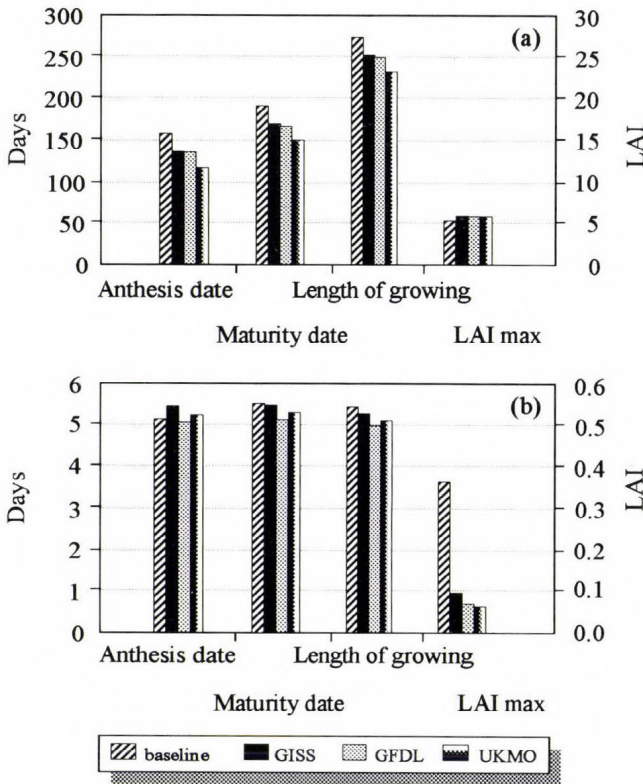 300
250
200
150
100
50
0
Days
(a)
30
25
20
15
10
5
0
LAI
Anthesis date
Length of growing
Maturity date
LAI max
6
5
4
3
2
1
0
Days
(b)
0.6
0.5
0.4
0.3
0.2
0.1
0.0
LAI
Anthesis date
Length of growing
Maturity date
LAI max
baseline GISS GFDL UKMO